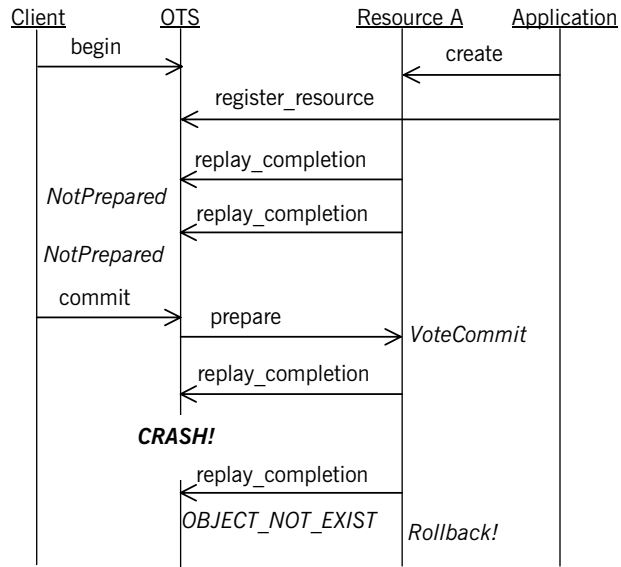 Client OTS Resource A Application
begin
create
register_resource
replay_completion
NotPrepared
replay_completion
NotPrepared
commit
prepare
VoteCommit
replay_completion
CRASH!
replay_completion
OBJECT_NOT_EXIST
Rollback!